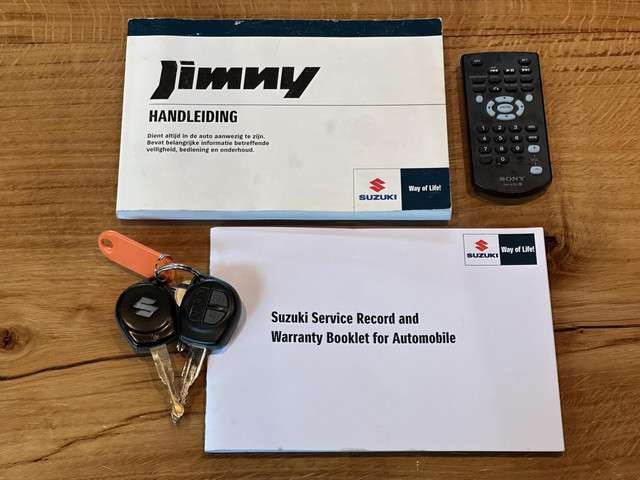 Jimny
HANDLEIDING
Dient altijd in de auto aanwezig te zijn.
Bevat belangrijke informatie betreffende
veiligheid, bediening en onderhoud.
SUZUKI
Way of Life!
SONY
SUZUKI
Way of Life!
Suzuki Service Record and
Warranty Booklet for Automobile